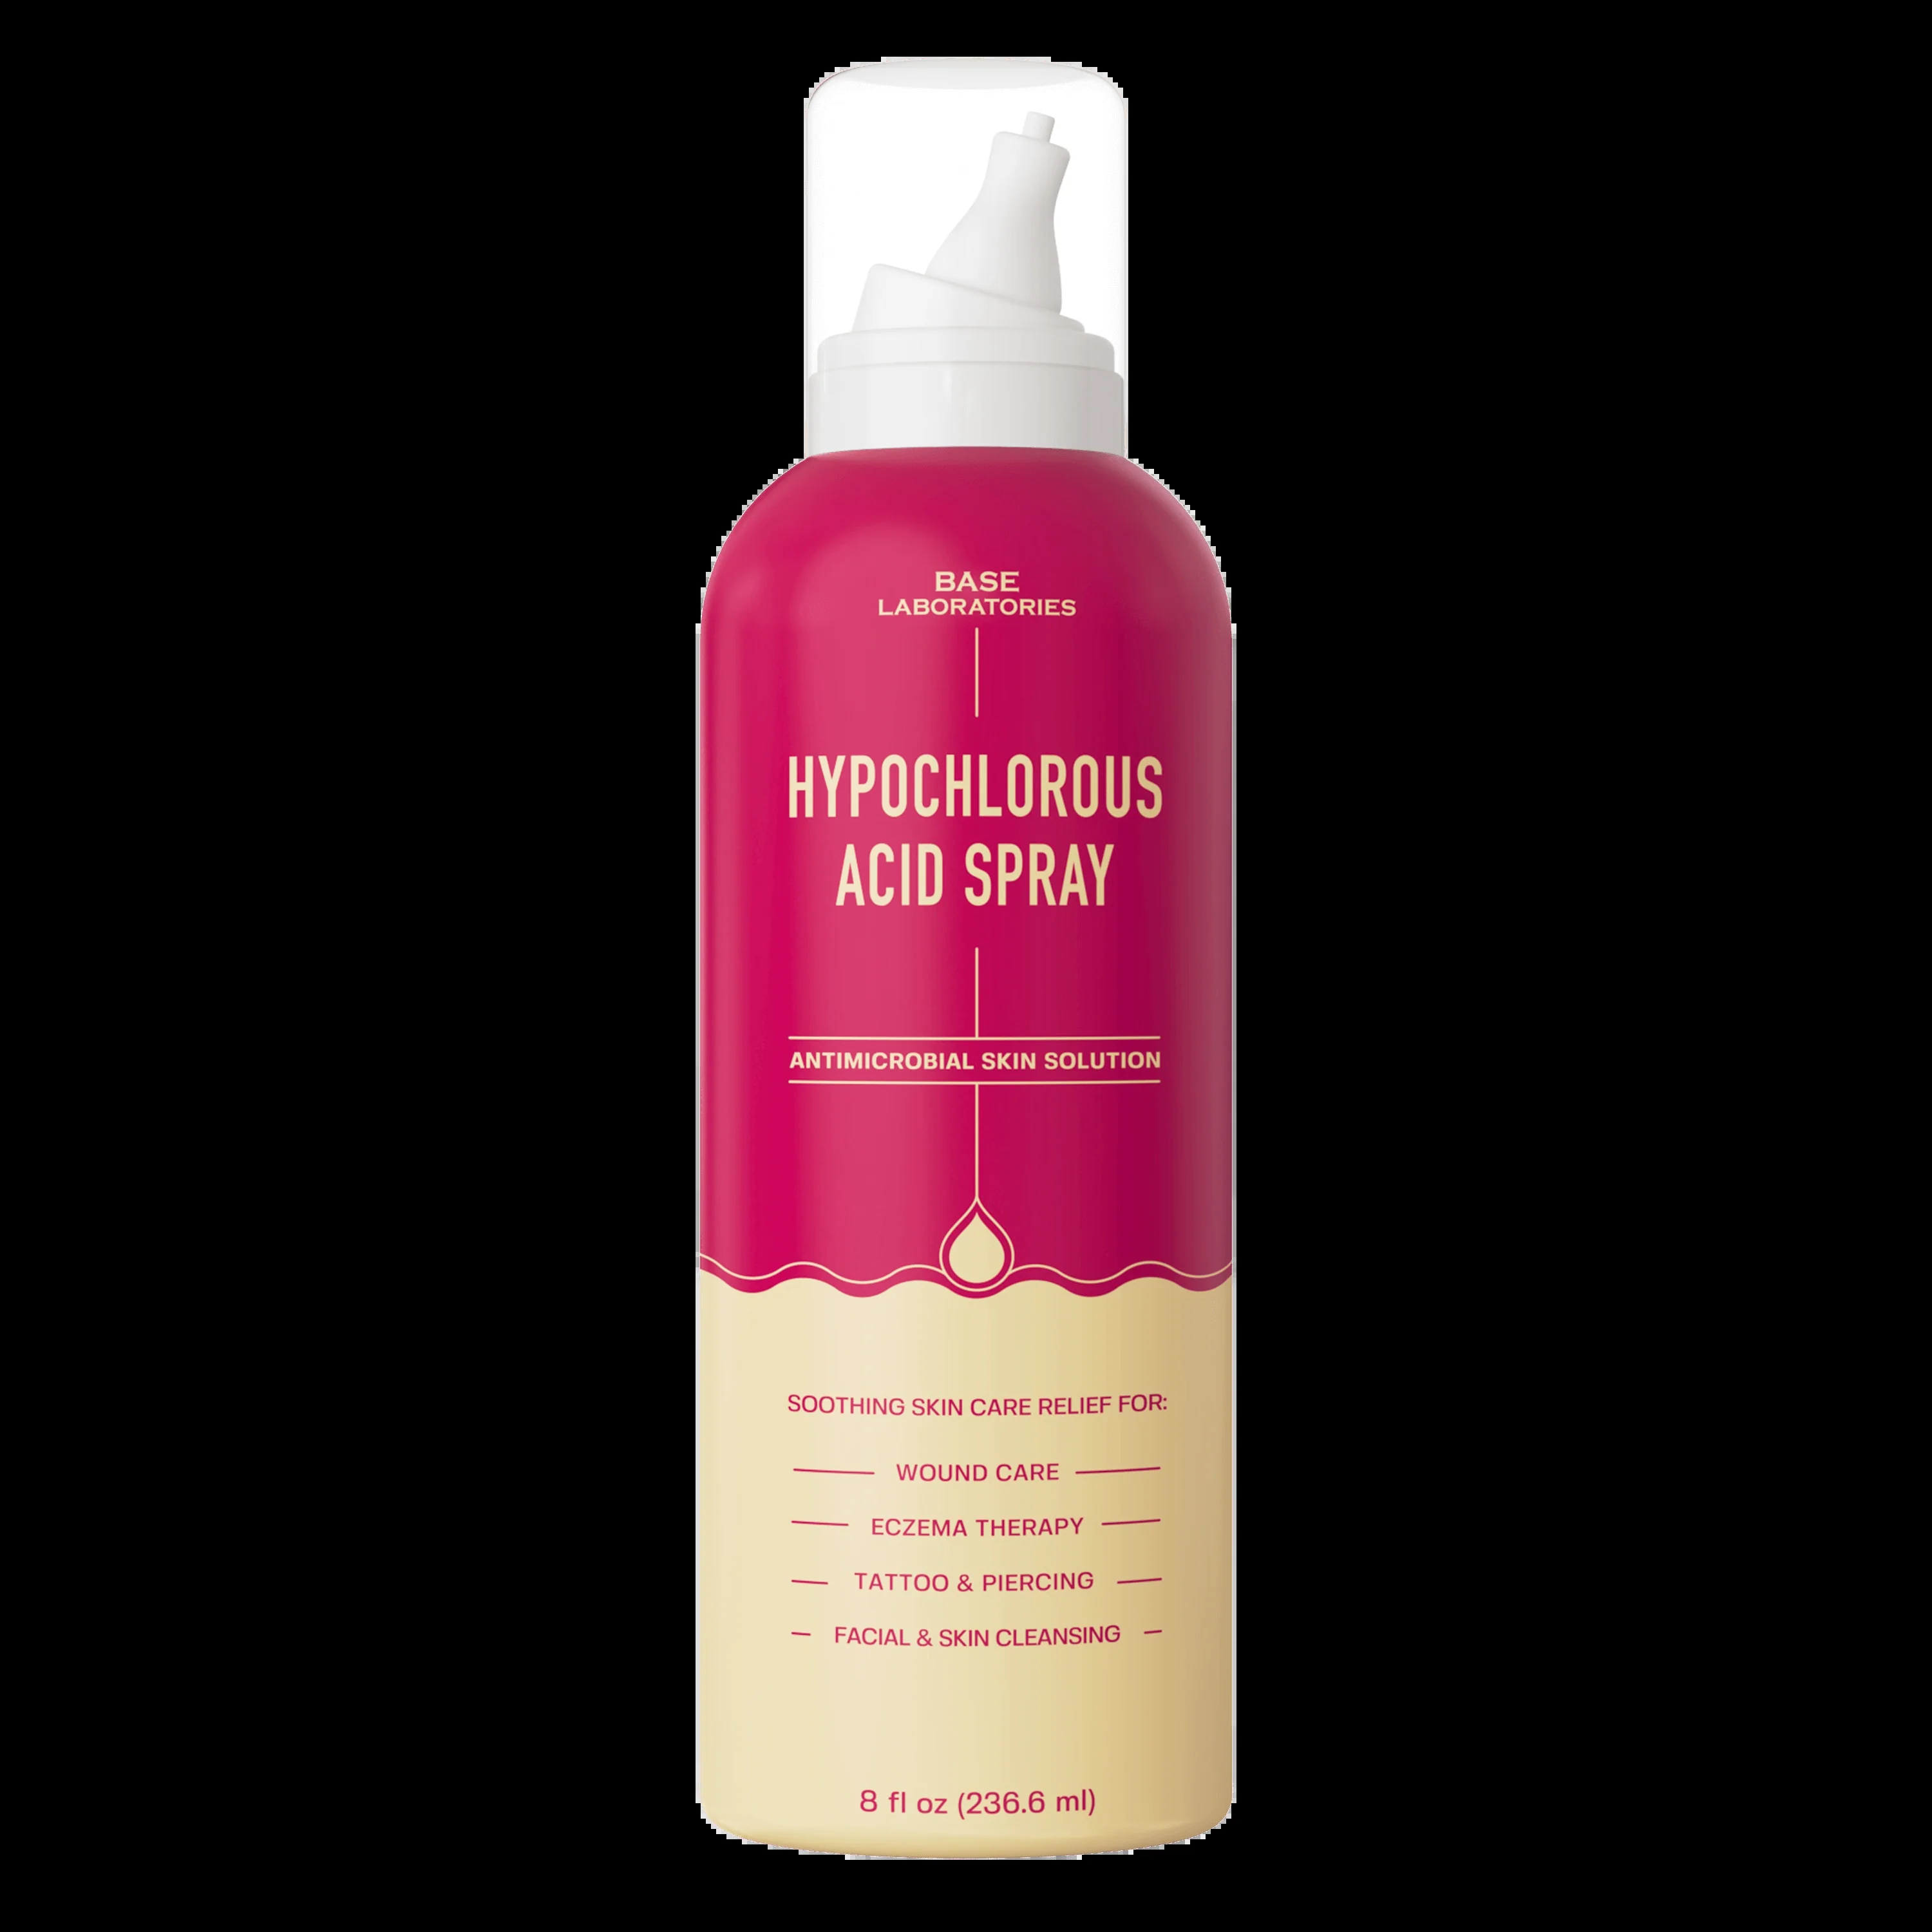 BASE
LABORATORIES
HYPOCHLOROUS
ACID SPRAY
ANTIMICROBIAL SKIN SOLUTION
SOOTHING SKIN CARE RELIEF FOR:
WOUND CARE
ECZEMA THERAPY
TATTOO & PIERCING
FACIAL & SKIN CLEANSING
8 fl oz (236.6 ml)